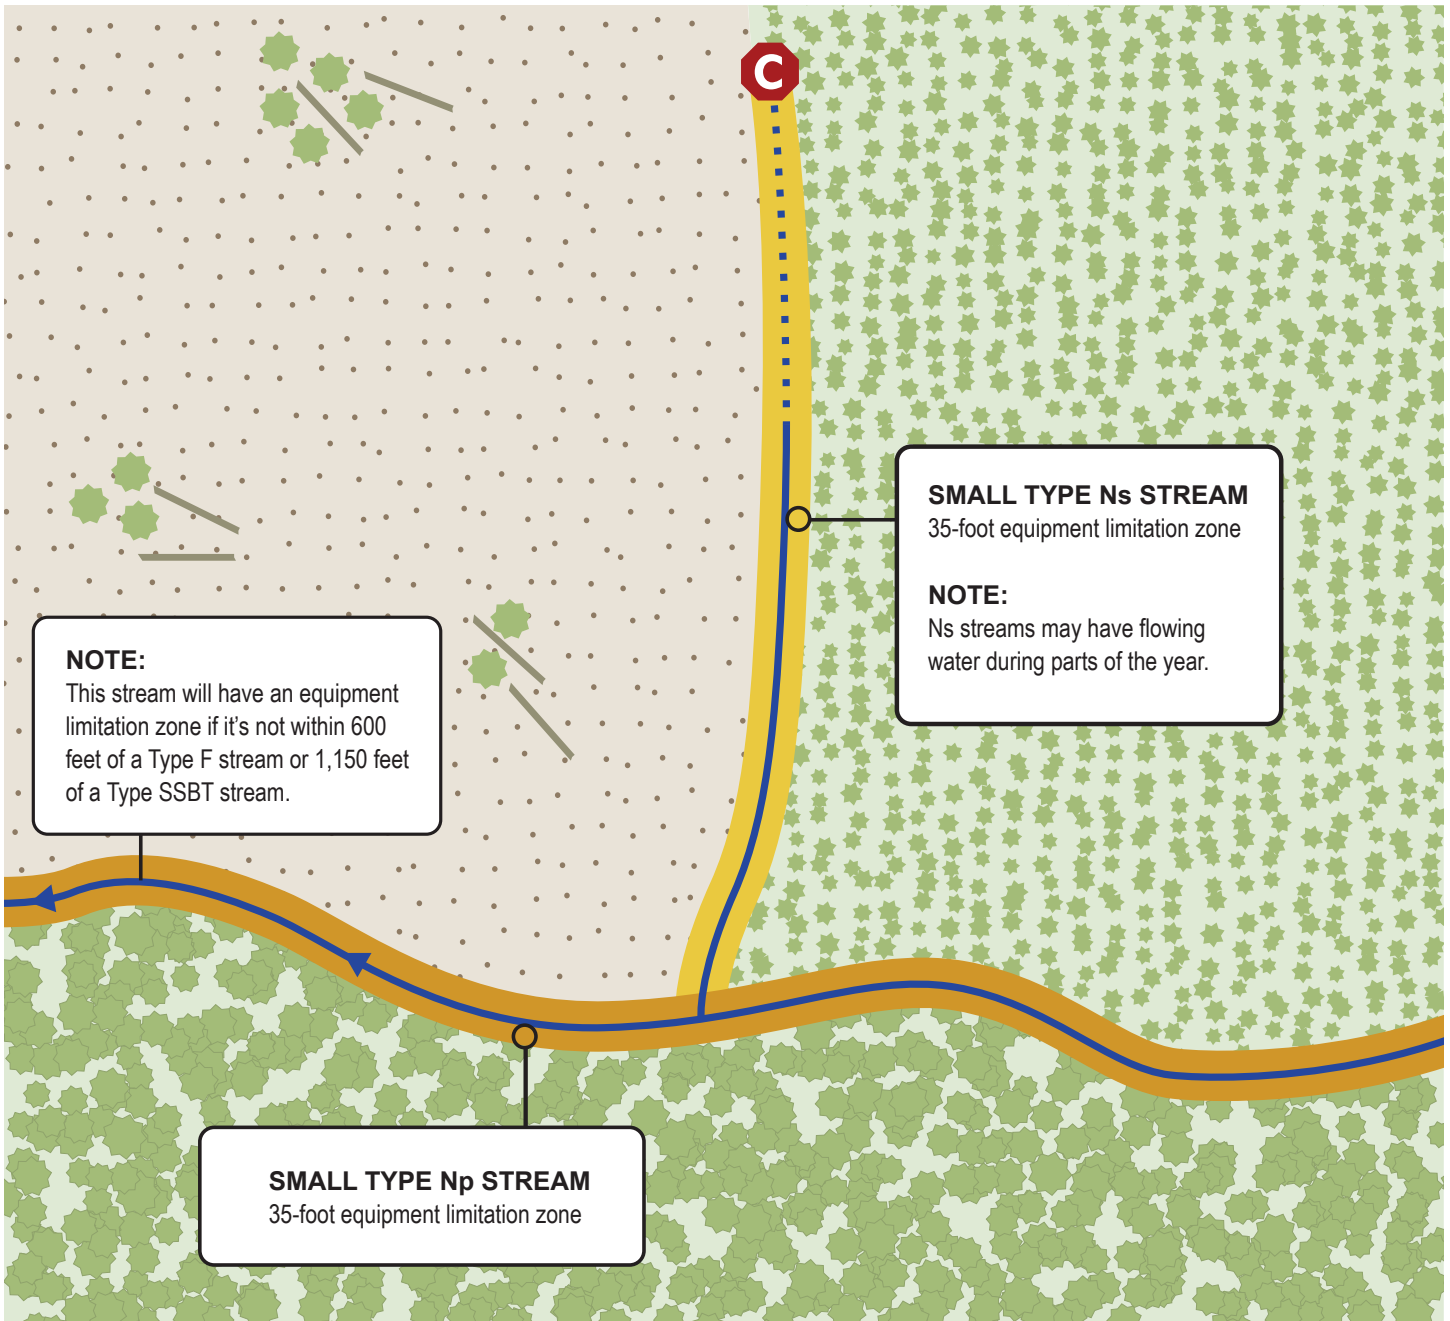 C
SMALL TYPE Ns STREAM
35-foot equipment limitation zone
NOTE:
Ns streams may have flowing
water during parts of the year.
NOTE:
This stream will have an equipment
limitation zone if it's not within 600
feet of a Type F stream or 1,150 feet
of a Type SSBT stream.
SMALL TYPE Np STREAM
35-foot equipment limitation zone